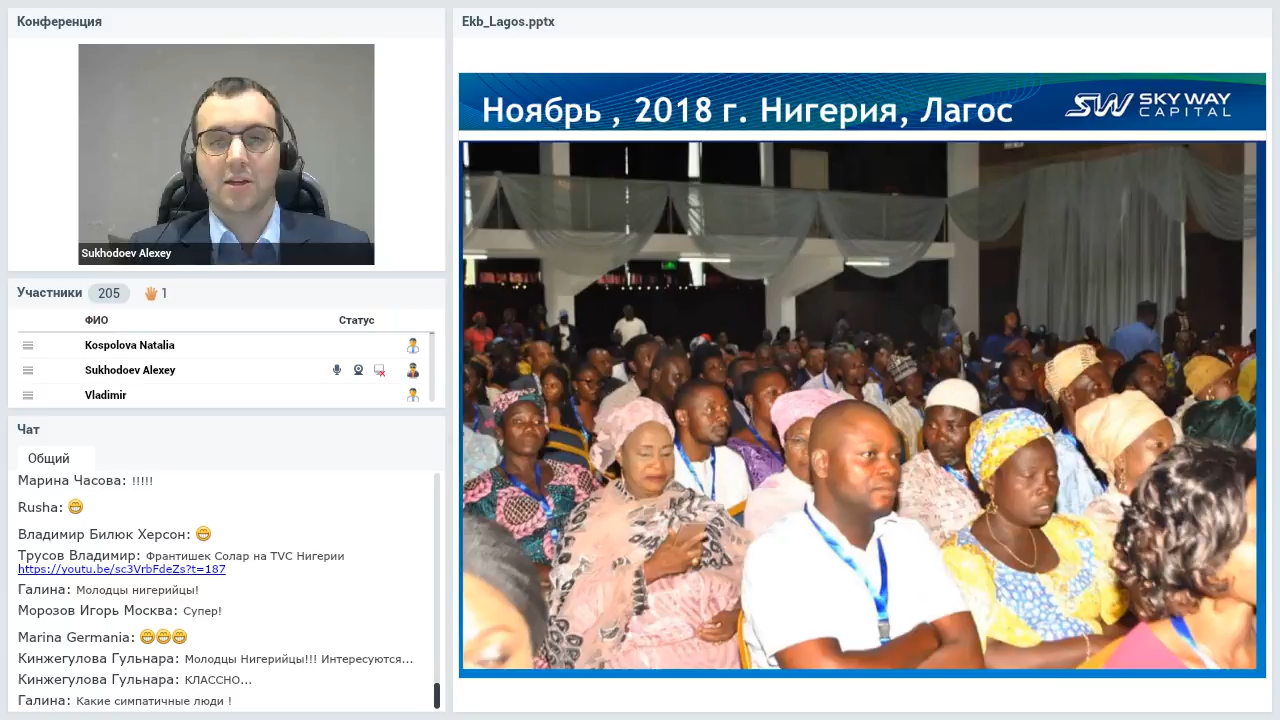 Конференция
Sukhodoev Alexey
Участники 205 1
ФИО Статус
Kospolova Natalia
Sukhodoev Alexey
Vladimir
Чат
Общий
Марина Часова: !!!!!
Rusha:
Владимир Билюк Херсон:
Трусов Владимир: Франтишек Солар на TVC Нигерии
https://youtu.be/sc3VrbFdeZs?t=187
Галина: Молодцы нигерийцы!
Морозов Игорь Москва: Супер!
Marina Germania:
Кинжегулова Гульнара: Молодцы Нигерийцы!!! Интересуются...
Кинжегулова Гульнара: КЛАССНО...
Галина: Какие симпатичные люди !
Ekb_Lagos.pptx
Ноябрь , 2018 г. Нигерия, Лагос
SW SKY WAY
CAPITAL